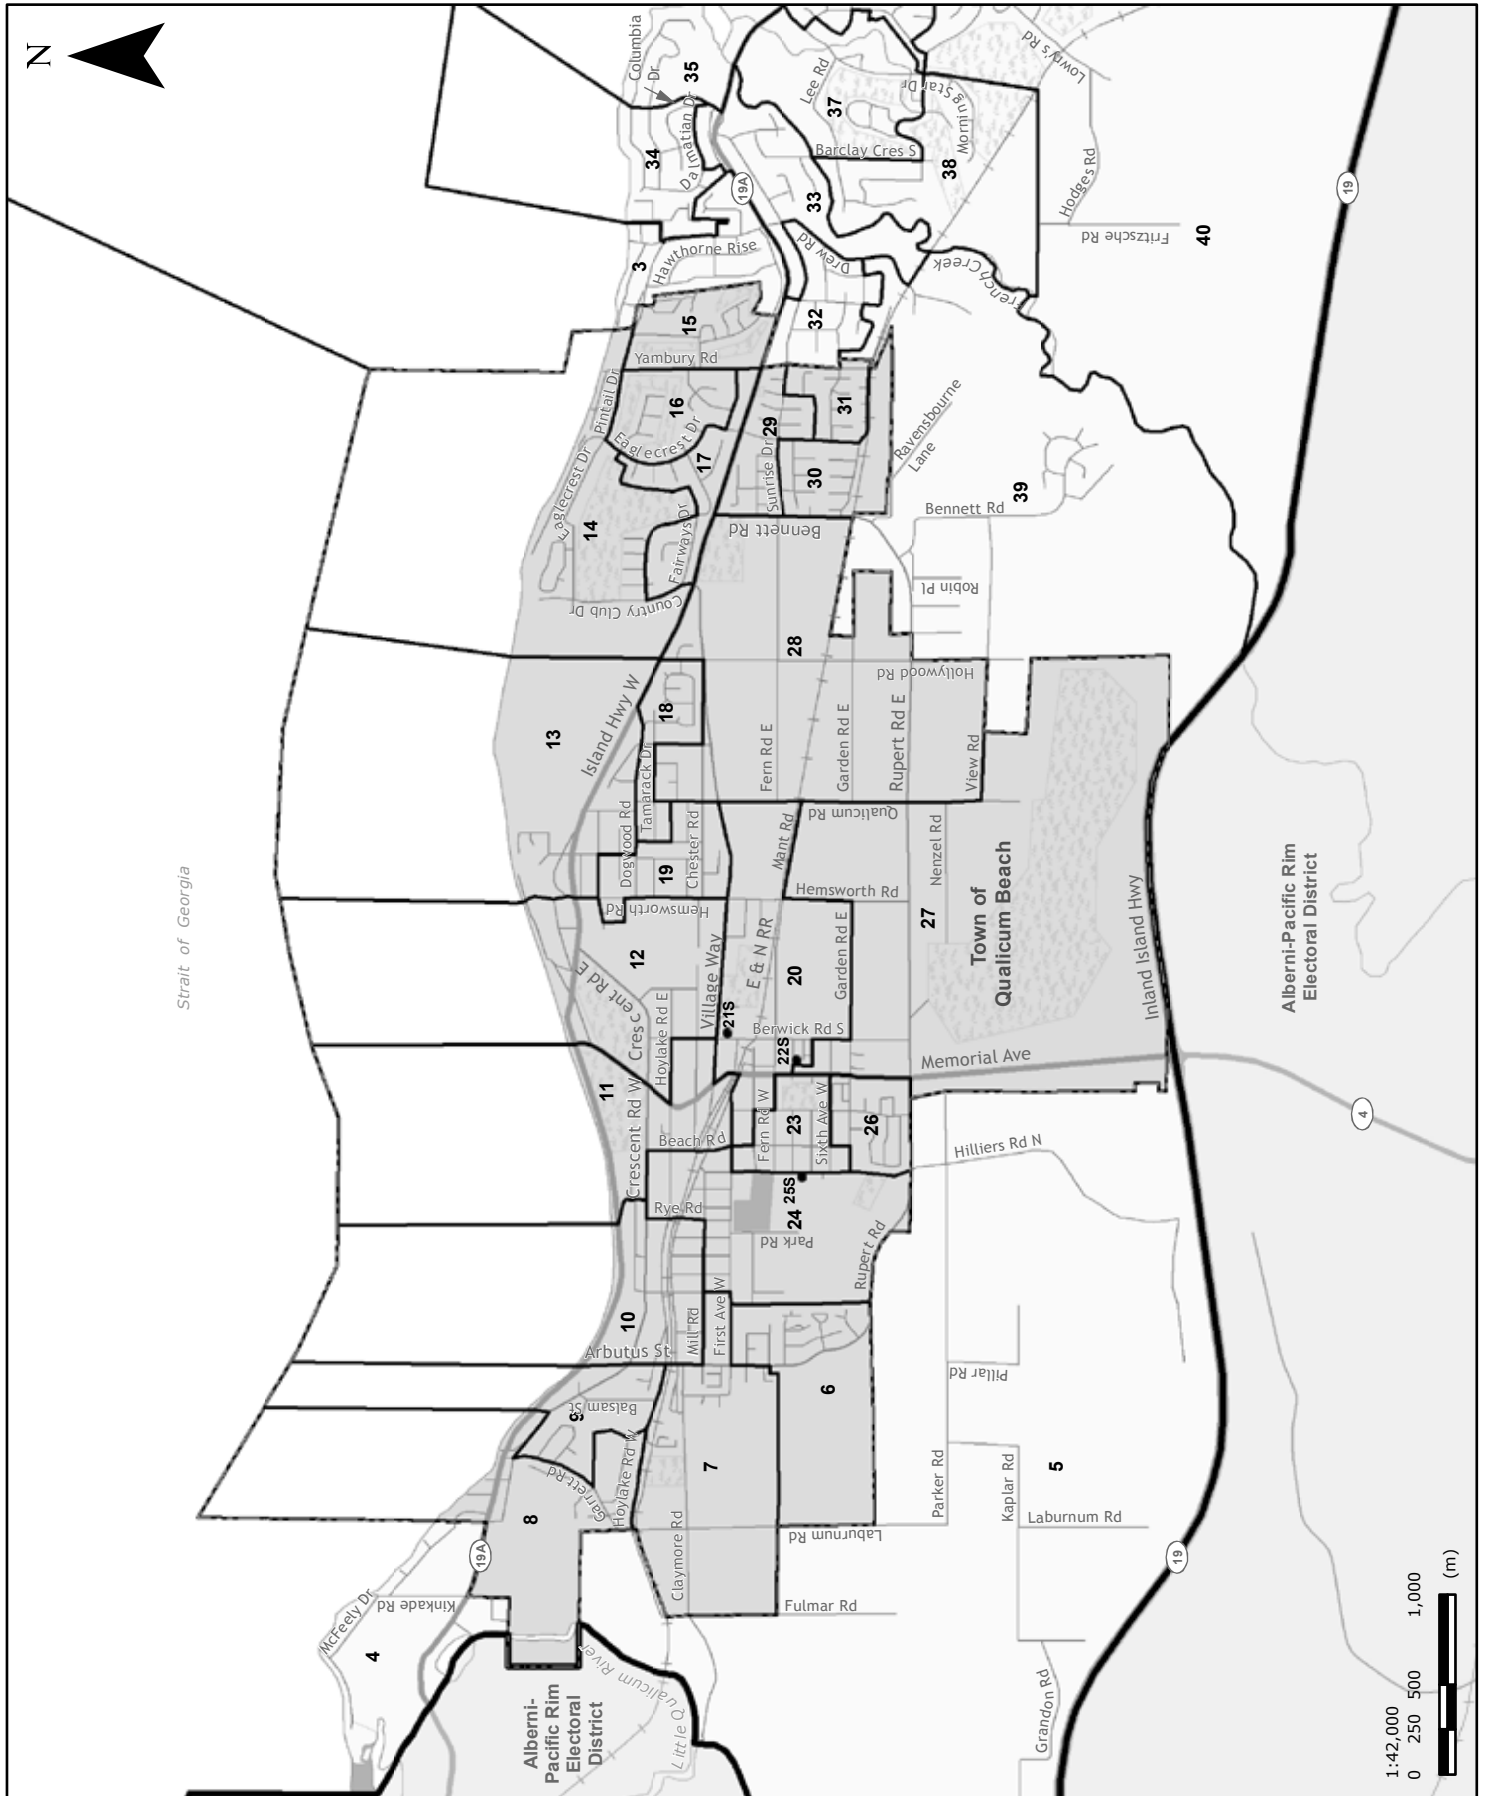 N
Strait of Georgia
Columbia
Dr
35
34
Dalmatian Dr
Lee Rd
37
Morning Star Dr
Lowry's Rd
Barclay Cres S
38
33
19A
Hodges Rd
Fritzsche Rd
40
19
3
Hawthorne Rise
Drew Rd
French Creek
15
32
Yambury Rd
Pintail Dr
16
Eaglecrest Dr
17
29
31
Sunrise Dr
30
Ravensbourne
Lane
Eaglecrest Dr
14
Fairways Dr
Bennett Rd
Bennett Rd
39
Country Club Dr
Robin Pl
28
Hollywood Rd
13
Island Hwy W
18
Tamarack Dr
Fern Rd E
Garden Rd E
Rupert Rd E
View Rd
Qualicum Rd
Dogwood Rd
19
Chester Rd
Mant Rd
Nenzel Rd
Hemsworth Rd
Hemsworth Rd
27
Town of
Qualicum Beach
Inland Island Hwy
Alberni-Pacific Rim
Electoral District
12
Crescent Rd E
Hoylake Rd E
Village Way
E & N RR
20
Garden Rd E
21S
Berwick Rd S
22S
Memorial Ave
11
Crescent Rd W
Beach Rd
Fern Rd W
23
Sixth Ave W
26
4
Hilliers Rd N
25S
24
Rye Rd
Park Rd
Rupert Rd
10
Arbutus St
Mill Rd
First Ave W
6
Pillar Rd
9
Balsam St
Garrett Rd
Hoylake Rd W
7
8
Claymore Rd
Laburnum Rd
Parker Rd
Kaplar Rd
5
Laburnum Rd
19
19A
Kinkade Rd
McFeely Dr
4
Fulmar Rd
Grandon Rd
Little Qualicum River
Alberni-
Pacific Rim
Electoral
District
1:42,000
0 250 500 1,000
(m)